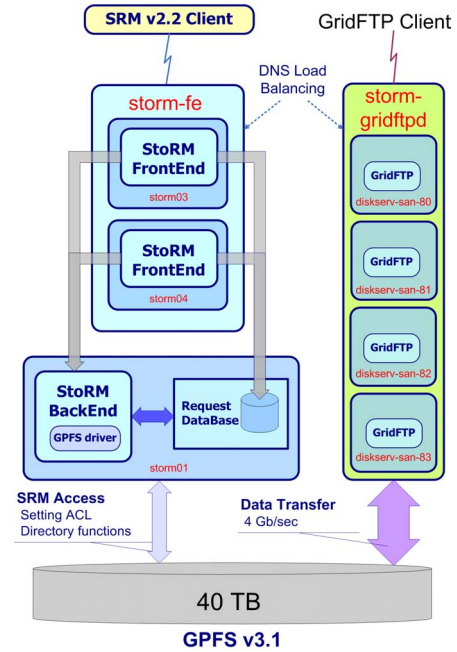 SRM v2.2 Client
GridFTP Client
DNS Load
Balancing
storm-fe
StoRM
FrontEnd
storm03
StoRM
FrontEnd
storm04
storm-
gridftpd
GridFTP
diskserv-san-80
GridFTP
diskserv-san-81
GridFTP
diskserv-san-82
GridFTP
diskserv-san-83
StoRM
BackEnd
GPFS driver
Request
DataBase
storm01
SRM Access
Setting ACL
Directory functions
Data Transfer
4 Gb/sec
40 TB
GPFS v3.1